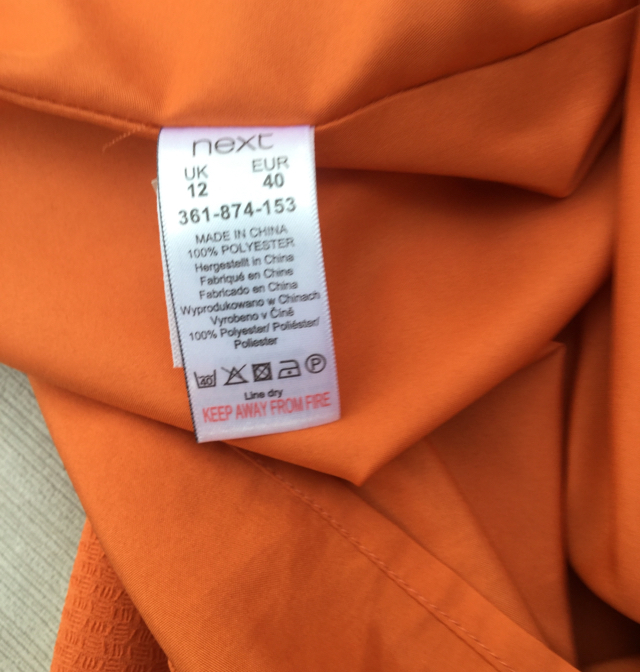 next
UK EUR
12 40
361-874-153
MADE IN CHINA
100% POLYESTER
Hergestellt in China
Fabriqué en Chine
Fabricado en China
Wyprodukowano w Chinach
Vyrobeno v Číně
100% Polyester/ Poliéster/
Poliester
40 P
Line dry
KEEP AWAY FROM FIRE